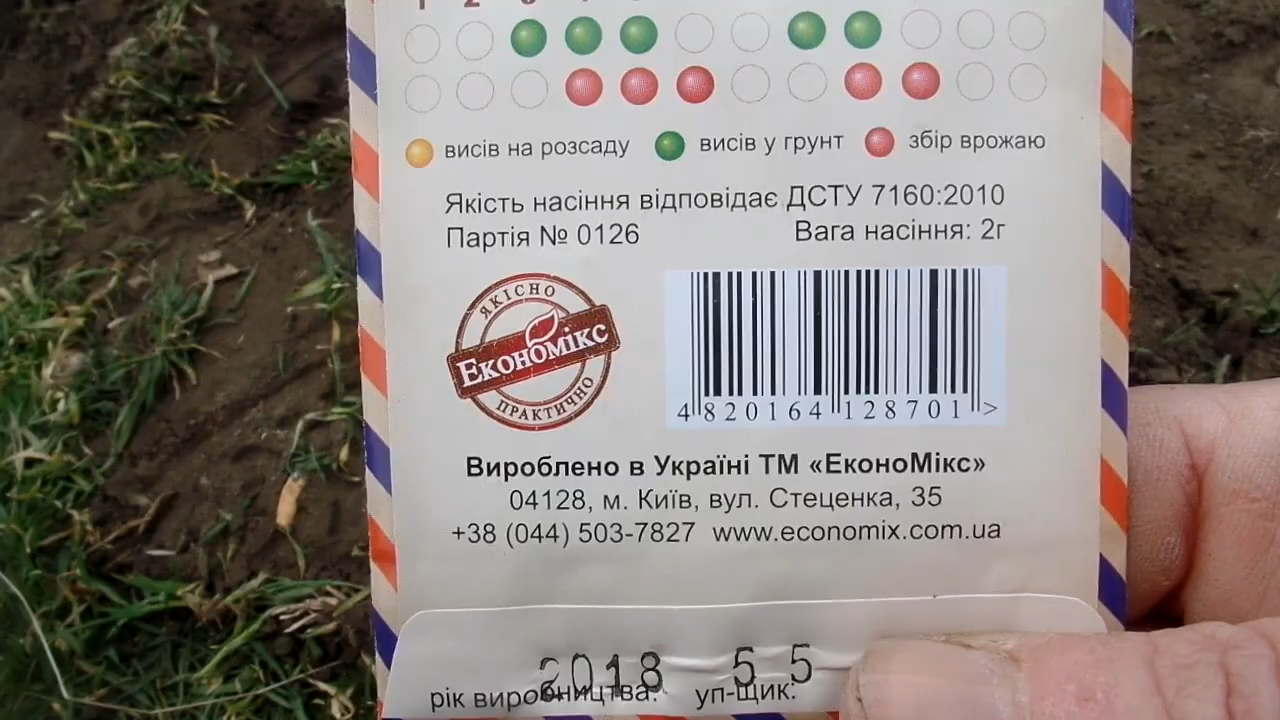 висів на розсаду висів у грунт збір врожаю
Якість насіння відповідає ДСТУ 7160:2010
Партія № 0126 Вага насіння: 2г
ЯКІСНО
ЕКОНОМІКС
ПРАКТИЧНО
4 820164 128701 >
Вироблено в Україні ТМ «ЕконоМікс»
04128, м. Київ, вул. Стеценка, 35
+38 (044) 503-7827 www.economix.com.ua
2018 5 5
рік виробництва: уп-щик: